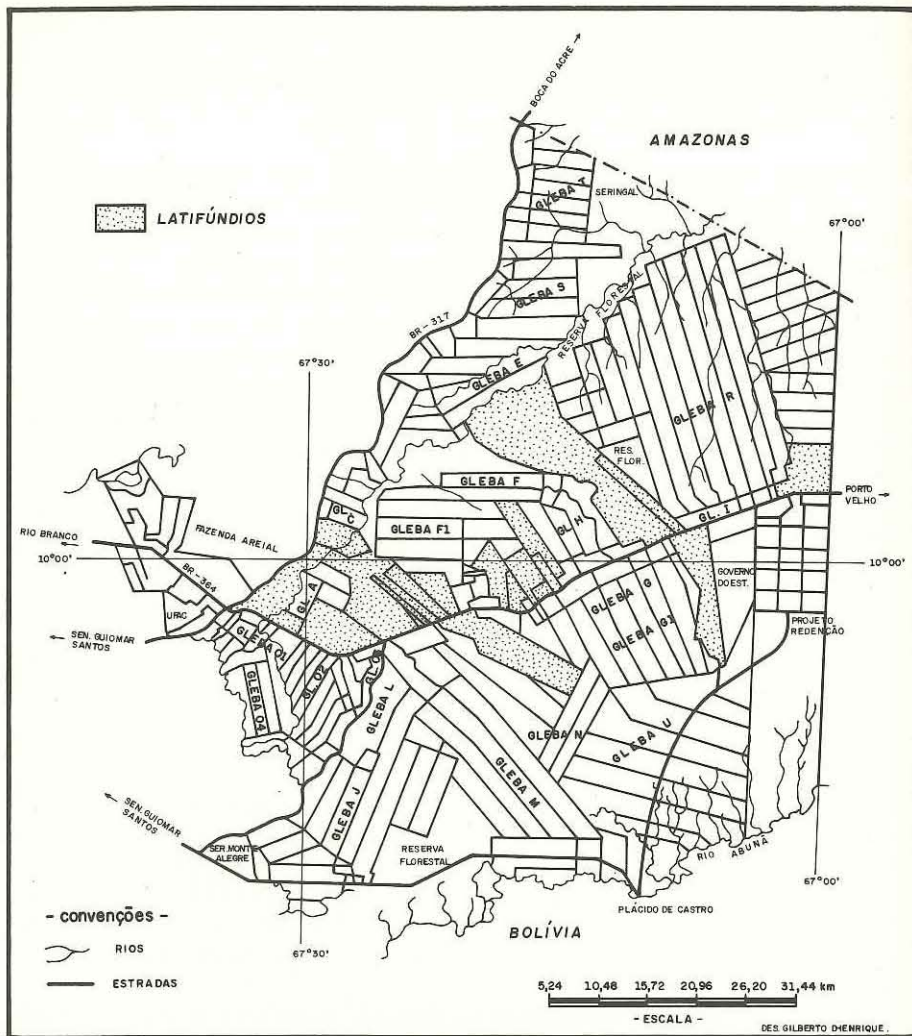 BOCA DO ACRE
AMAZONAS
LATIFÚNDIOS
GLEBA T
SERINGAL
67°00'
GLEBA S
RESERVA FLORESTAL
BR-317
67°30'
GLEBA E
GLEBA R
RES.
FLOR.
GLEBA F
PORTO
VELHO
GL. C
GL. I
GLEBA F1
GL. H
FAZENDA AREIAL
RIO BRANCO
10°00'
10°00'
BR-364
GL. A
GLEBA G
GOVERNO
DO EST.
UFAC
GLEBA G1
PROJETO
REDENÇÃO
SEN. GUIOMAR
SANTOS
GLEBA 01
GL. 02
GLEBA 04
GLEBA L
GLEBA N
GLEBA U
GLEBA M
GLEBA J
SEN. GUIOMAR
SANTOS
SER. MONTE
ALEGRE
RESERVA
FLORESTAL
RIO ABUNÃ
67°00'
PLÁCIDO DE CASTRO
- convenções -
BOLÍVIA
RIOS
67°30'
ESTRADAS
5,24 10,48 15,72 20,96 26,20 31,44 km
- ESCALA -
DES. GILBERTO DHENRIQUE.